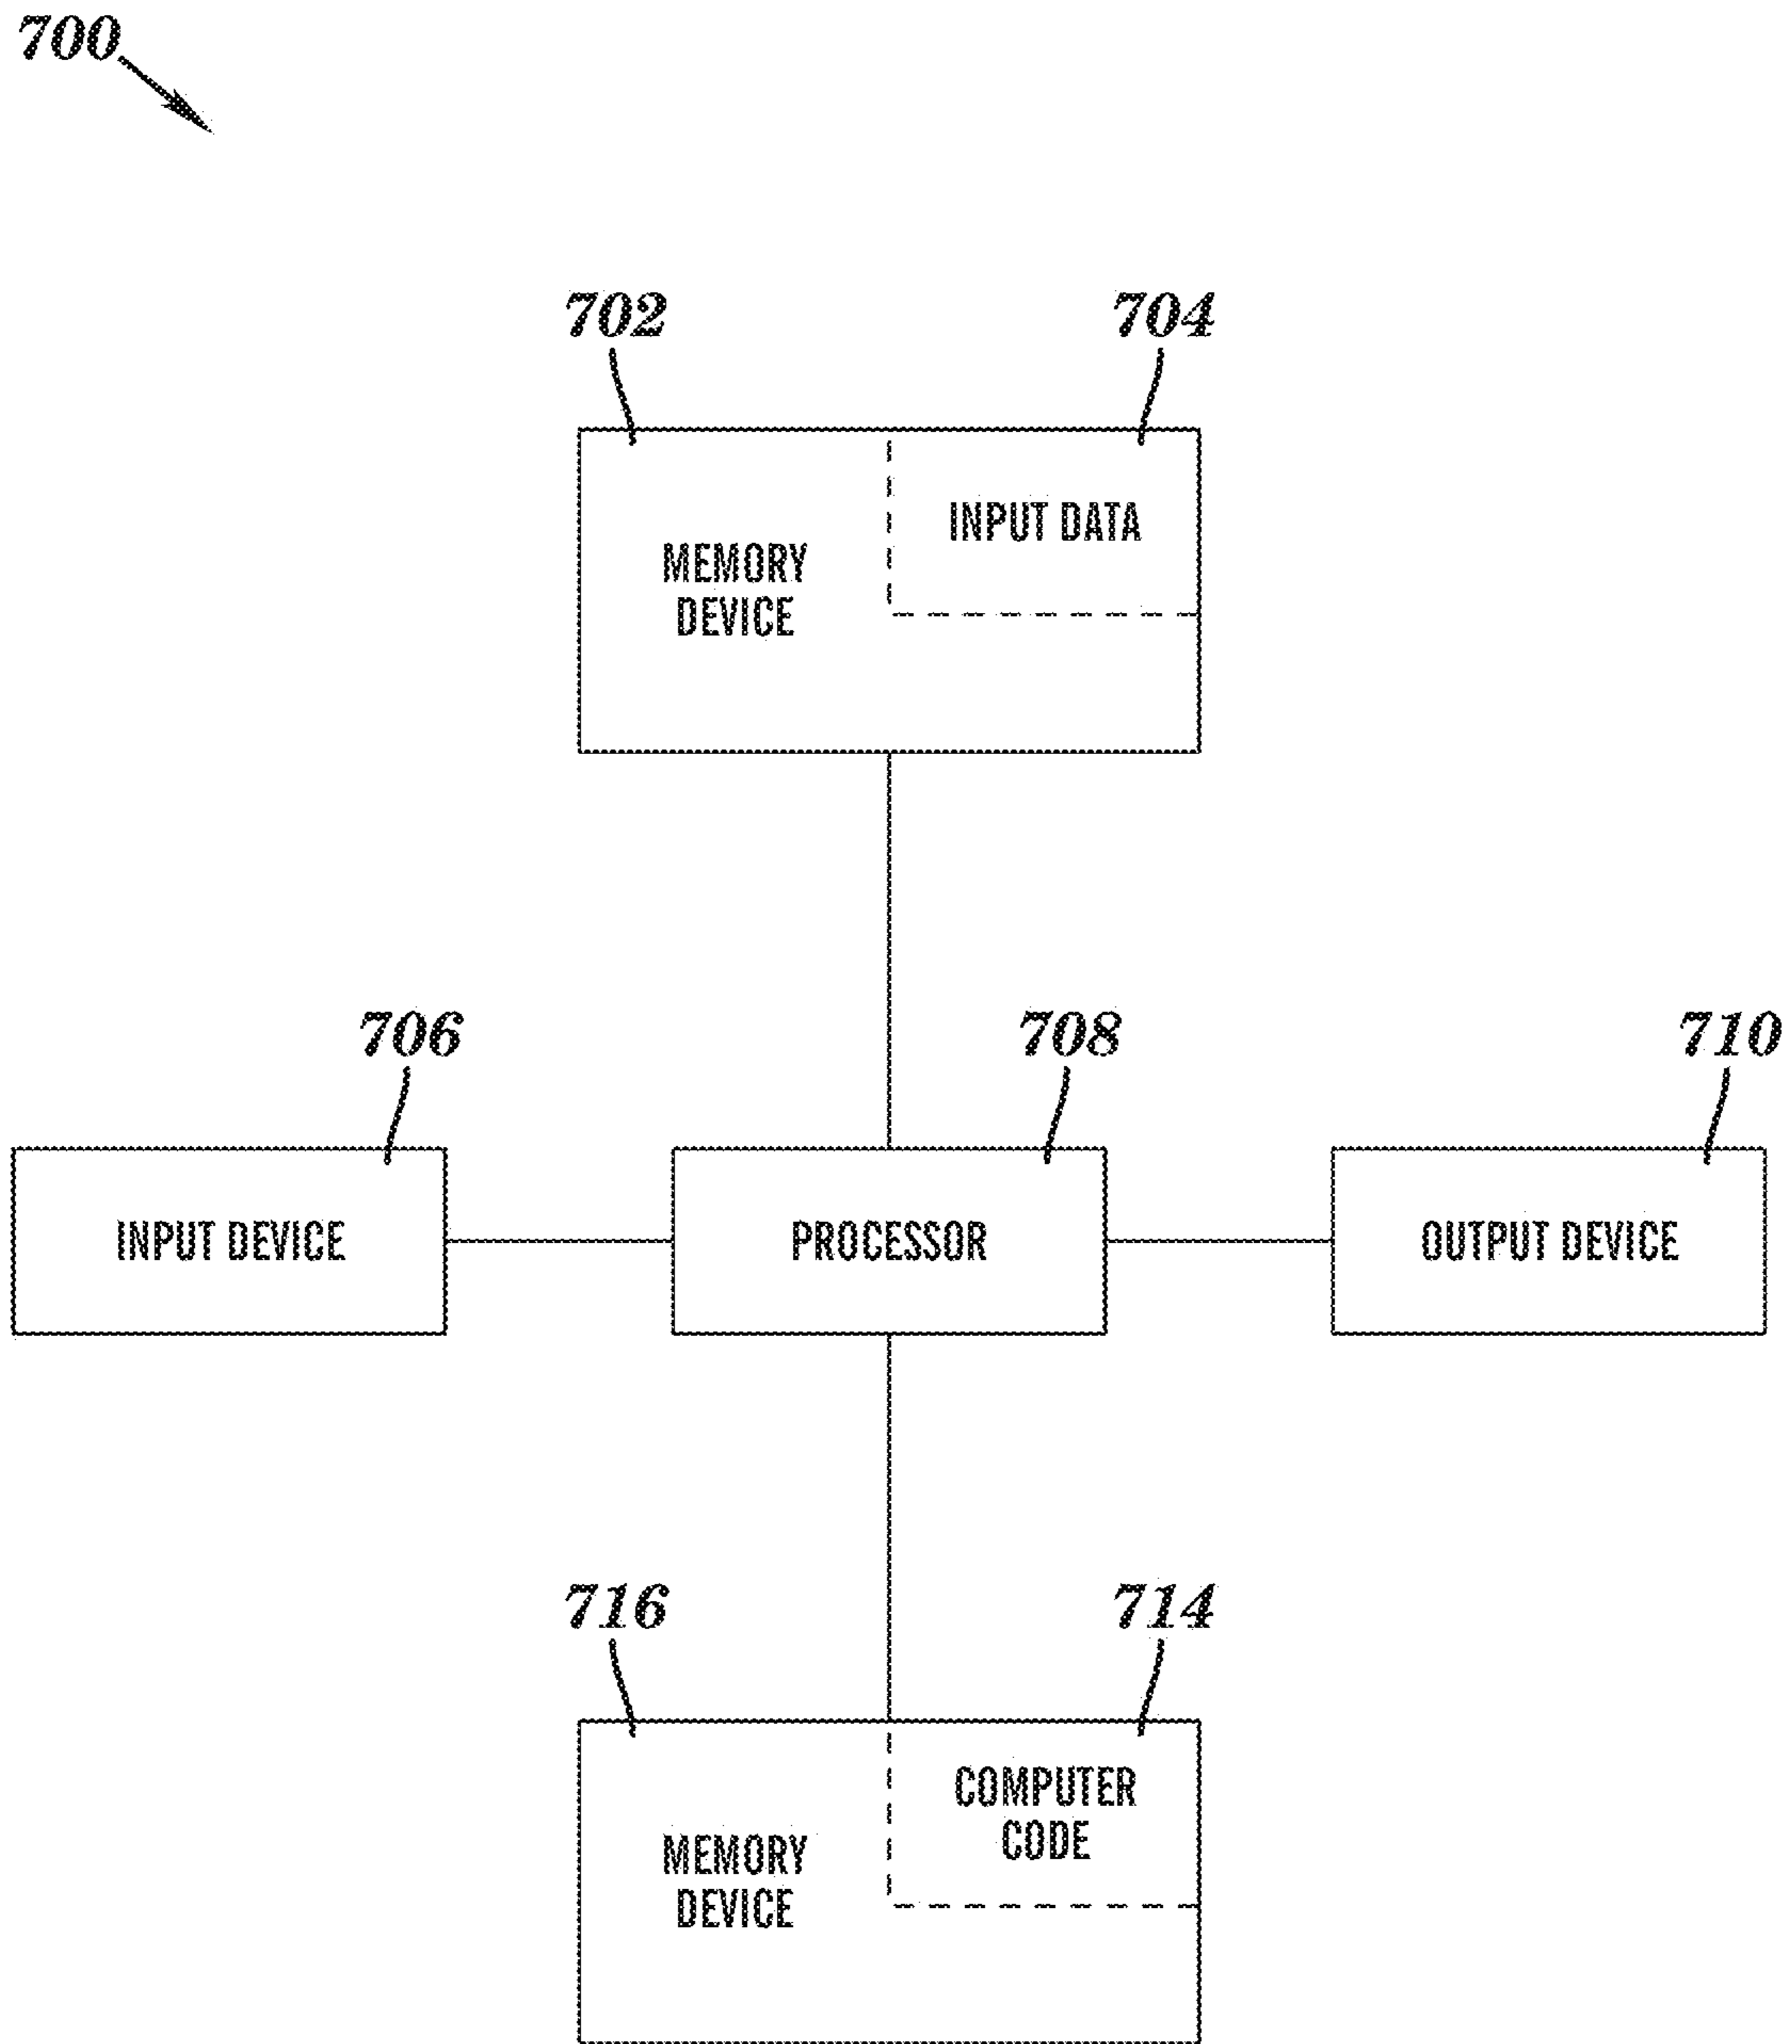 700
702
704
INPUT DATA
MEMORY
DEVICE
706
708
710
INPUT DEVICE
PROCESSOR
OUTPUT DEVICE
716
714
COMPUTER
CODE
MEMORY
DEVICE